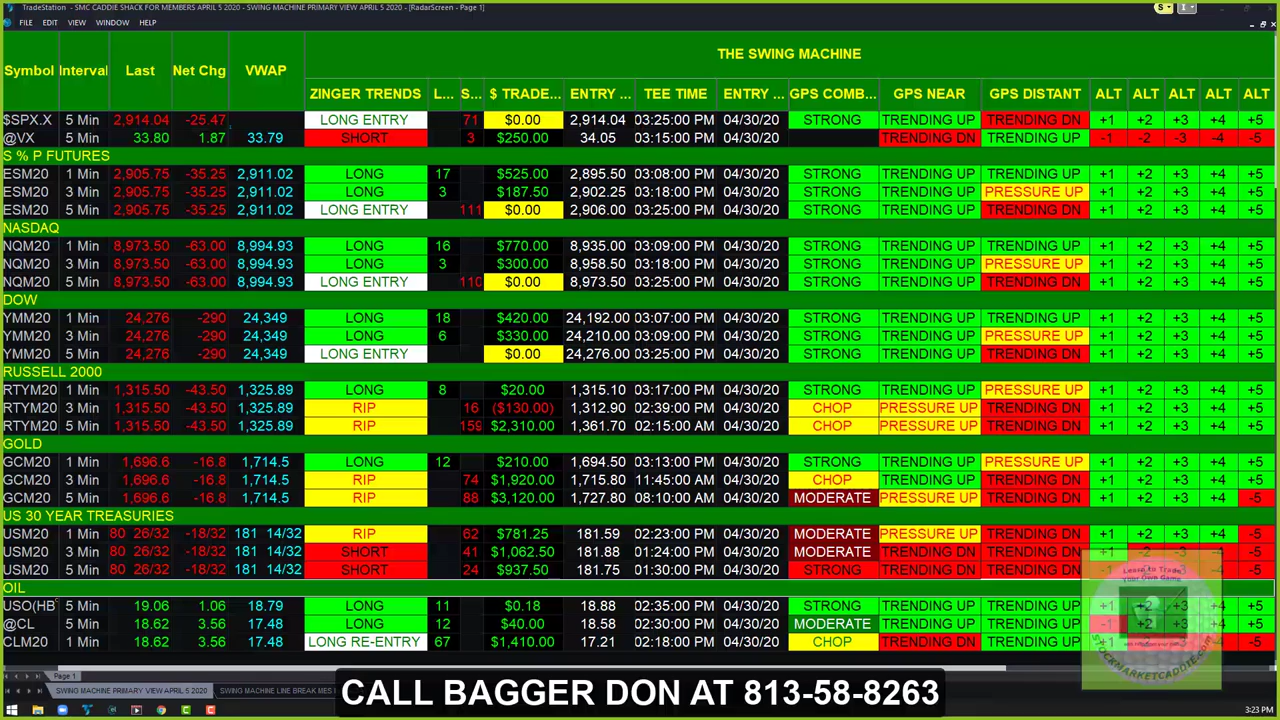 TradeStation - SMC CADDIE SHACK FOR MEMBERS APRIL 5 2020 - SWING MACHINE PRIMARY VIEW APRIL 5 2020 - [RadarScreen - Page 1]
FILE EDIT VIEW WINDOW HELP
THE SWING MACHINE
Symbol Interval Last Net Chg VWAP
ZINGER TRENDS L... S... $ TRADE... ENTRY ... TEE TIME ENTRY ... GPS COMB... GPS NEAR GPS DISTANT ALT ALT ALT ALT ALT
$SPX.X 5 Min 2,914.04 -25.47 LONG ENTRY 71 $0.00 2,914.04 03:25:00 PM 04/30/20 STRONG TRENDING UP TRENDING DN +1 +2 +3 +4 +5
@VX 5 Min 33.80 1.87 33.79 SHORT 3 $250.00 34.05 03:15:00 PM 04/30/20 TRENDING DN TRENDING UP -1 -2 -3 -4 -5
S % P FUTURES
ESM20 1 Min 2,905.75 -35.25 2,911.02 LONG 17 $525.00 2,895.50 03:08:00 PM 04/30/20 STRONG TRENDING UP TRENDING UP +1 +2 +3 +4 +5
ESM20 3 Min 2,905.75 -35.25 2,911.02 LONG 3 $187.50 2,902.25 03:18:00 PM 04/30/20 STRONG TRENDING UP PRESSURE UP +1 +2 +3 +4 +5
ESM20 5 Min 2,905.75 -35.25 2,911.02 LONG ENTRY 111 $0.00 2,906.00 03:25:00 PM 04/30/20 STRONG TRENDING UP TRENDING DN +1 +2 +3 +4 +5
NASDAQ
NQM20 1 Min 8,973.50 -63.00 8,994.93 LONG 16 $770.00 8,935.00 03:09:00 PM 04/30/20 STRONG TRENDING UP TRENDING UP +1 +2 +3 +4 +5
NQM20 3 Min 8,973.50 -63.00 8,994.93 LONG 3 $300.00 8,958.50 03:18:00 PM 04/30/20 STRONG TRENDING UP PRESSURE UP +1 +2 +3 +4 +5
NQM20 5 Min 8,973.50 -63.00 8,994.93 LONG ENTRY 110 $0.00 8,973.50 03:25:00 PM 04/30/20 STRONG TRENDING UP TRENDING DN +1 +2 +3 +4 +5
DOW
YMM20 1 Min 24,276 -290 24,349 LONG 18 $420.00 24,192.00 03:07:00 PM 04/30/20 STRONG TRENDING UP TRENDING UP +1 +2 +3 +4 +5
YMM20 3 Min 24,276 -290 24,349 LONG 6 $330.00 24,210.00 03:09:00 PM 04/30/20 STRONG TRENDING UP PRESSURE UP +1 +2 +3 +4 +5
YMM20 5 Min 24,276 -290 24,349 LONG ENTRY $0.00 24,276.00 03:25:00 PM 04/30/20 STRONG TRENDING UP TRENDING DN +1 +2 +3 +4 +5
RUSSELL 2000
RTYM20 1 Min 1,315.50 -43.50 1,325.89 LONG 8 $20.00 1,315.10 03:17:00 PM 04/30/20 STRONG TRENDING UP PRESSURE UP +1 +2 +3 +4 +5
RTYM20 3 Min 1,315.50 -43.50 1,325.89 RIP 16 ($130.00) 1,312.90 02:39:00 PM 04/30/20 CHOP PRESSURE UP TRENDING DN +1 +2 +3 +4 +5
RTYM20 5 Min 1,315.50 -43.50 1,325.89 RIP 159 $2,310.00 1,361.70 02:15:00 AM 04/30/20 CHOP PRESSURE UP TRENDING DN +1 +2 +3 +4 +5
GOLD
GCM20 1 Min 1,696.6 -16.8 1,714.5 LONG 12 $210.00 1,694.50 03:13:00 PM 04/30/20 STRONG TRENDING UP PRESSURE UP +1 +2 +3 +4 +5
GCM20 3 Min 1,696.6 -16.8 1,714.5 RIP 74 $1,920.00 1,715.80 11:45:00 AM 04/30/20 CHOP TRENDING UP TRENDING DN +1 +2 +3 +4 +5
GCM20 5 Min 1,696.6 -16.8 1,714.5 RIP 88 $3,120.00 1,727.80 08:10:00 AM 04/30/20 MODERATE PRESSURE UP TRENDING DN +1 +2 +3 +4 -5
US 30 YEAR TREASURIES
USM20 1 Min 80 26/32 -18/32 181 14/32 RIP 62 $781.25 181.59 02:23:00 PM 04/30/20 MODERATE PRESSURE UP TRENDING DN +1 +2 +3 +4 -5
USM20 3 Min 80 26/32 -18/32 181 14/32 SHORT 41 $1,062.50 181.88 01:24:00 PM 04/30/20 MODERATE TRENDING DN TRENDING DN +1 -2 -3 -4 -5
USM20 5 Min 80 26/32 -18/32 181 14/32 SHORT 24 $937.50 181.75 01:30:00 PM 04/30/20 STRONG TRENDING DN TRENDING DN
OIL
USO(HB 5 Min 19.06 1.06 18.79 LONG 11 $0.18 18.88 02:35:00 PM 04/30/20 STRONG TRENDING UP TRENDING UP +1 +2 +3 +4 +5
@CL 5 Min 18.62 3.56 17.48 LONG 12 $40.00 18.58 02:30:00 PM 04/30/20 MODERATE TRENDING UP TRENDING UP -1 +2 +3 +4 +5
CLM20 5 Min 18.62 3.56 17.48 LONG RE-ENTRY 67 $1,410.00 17.21 02:00:00 PM 04/30/20 CHOP TRENDING DN TRENDING UP +1 -5
Learn to Trade
Your Own Game
STOCKMARKETCADDIE.COM
Page 1
SWING MACHINE PRIMARY VIEW APRIL 5 2020 SWING MACHINE LINE BREAK MES
CALL BAGGER DON AT 813-58-8263
3:23 PM